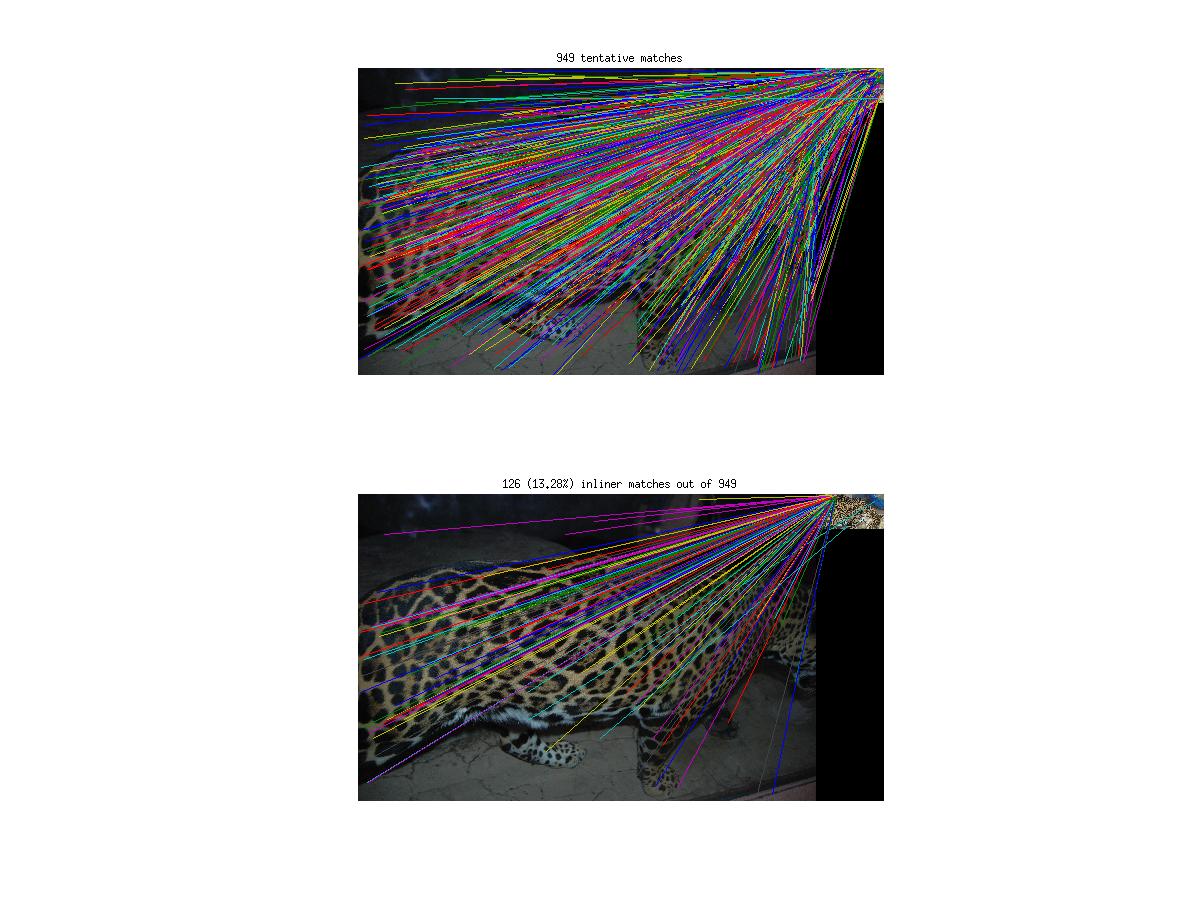 949 tentative matches
126 (13.28%) inliner matches out of 949